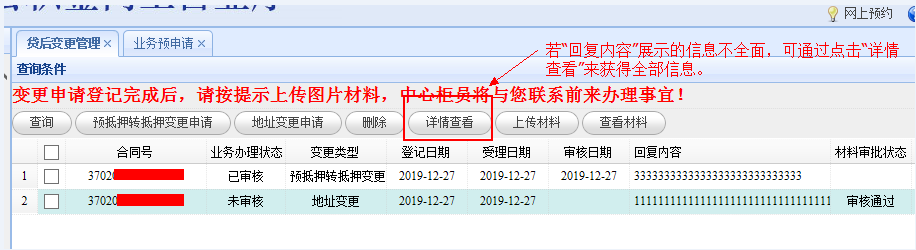 网上预约
贷后变更管理 × 业务预申请 ×
若“回复内容”展示的信息不全面，可通过点击“详情
查看”来获得全部信息。
查询条件
变更申请登记完成后，请按提示上传图片材料，中心柜员将与您联系前来办理事宜！
查询 预抵押转抵押变更申请 地址变更申请 删除 详情查看 上传材料 查看材料
合同号 业务办理状态 变更类型 登记日期 受理日期 审核日期 回复内容 材料审批状态
1 37020 已审核 预抵押转抵押变更 2019-12-27 2019-12-27 2019-12-27 3333333333333333333333333333
2 37020 未审核 地址变更 2019-12-27 2019-12-27 111111111111111111111111111111111 审核通过